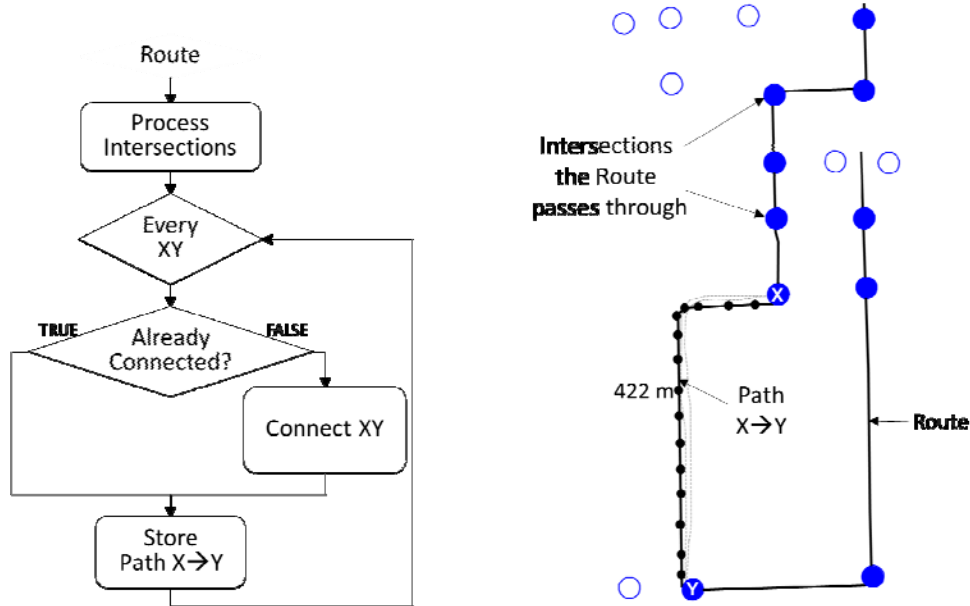 Route
Process
Intersections
Every
XY
TRUE
FALSE
Already
Connected?
Connect XY
Store
Path X→Y
Intersections
the Route
passes through
X
422 m
Path
X→Y
Route
Y